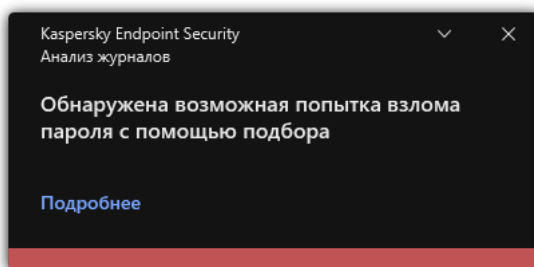 Kaspersky Endpoint Security
Анализ журналов
Обнаружена возможная попытка взлома
пароля с помощью подбора
Подробнее